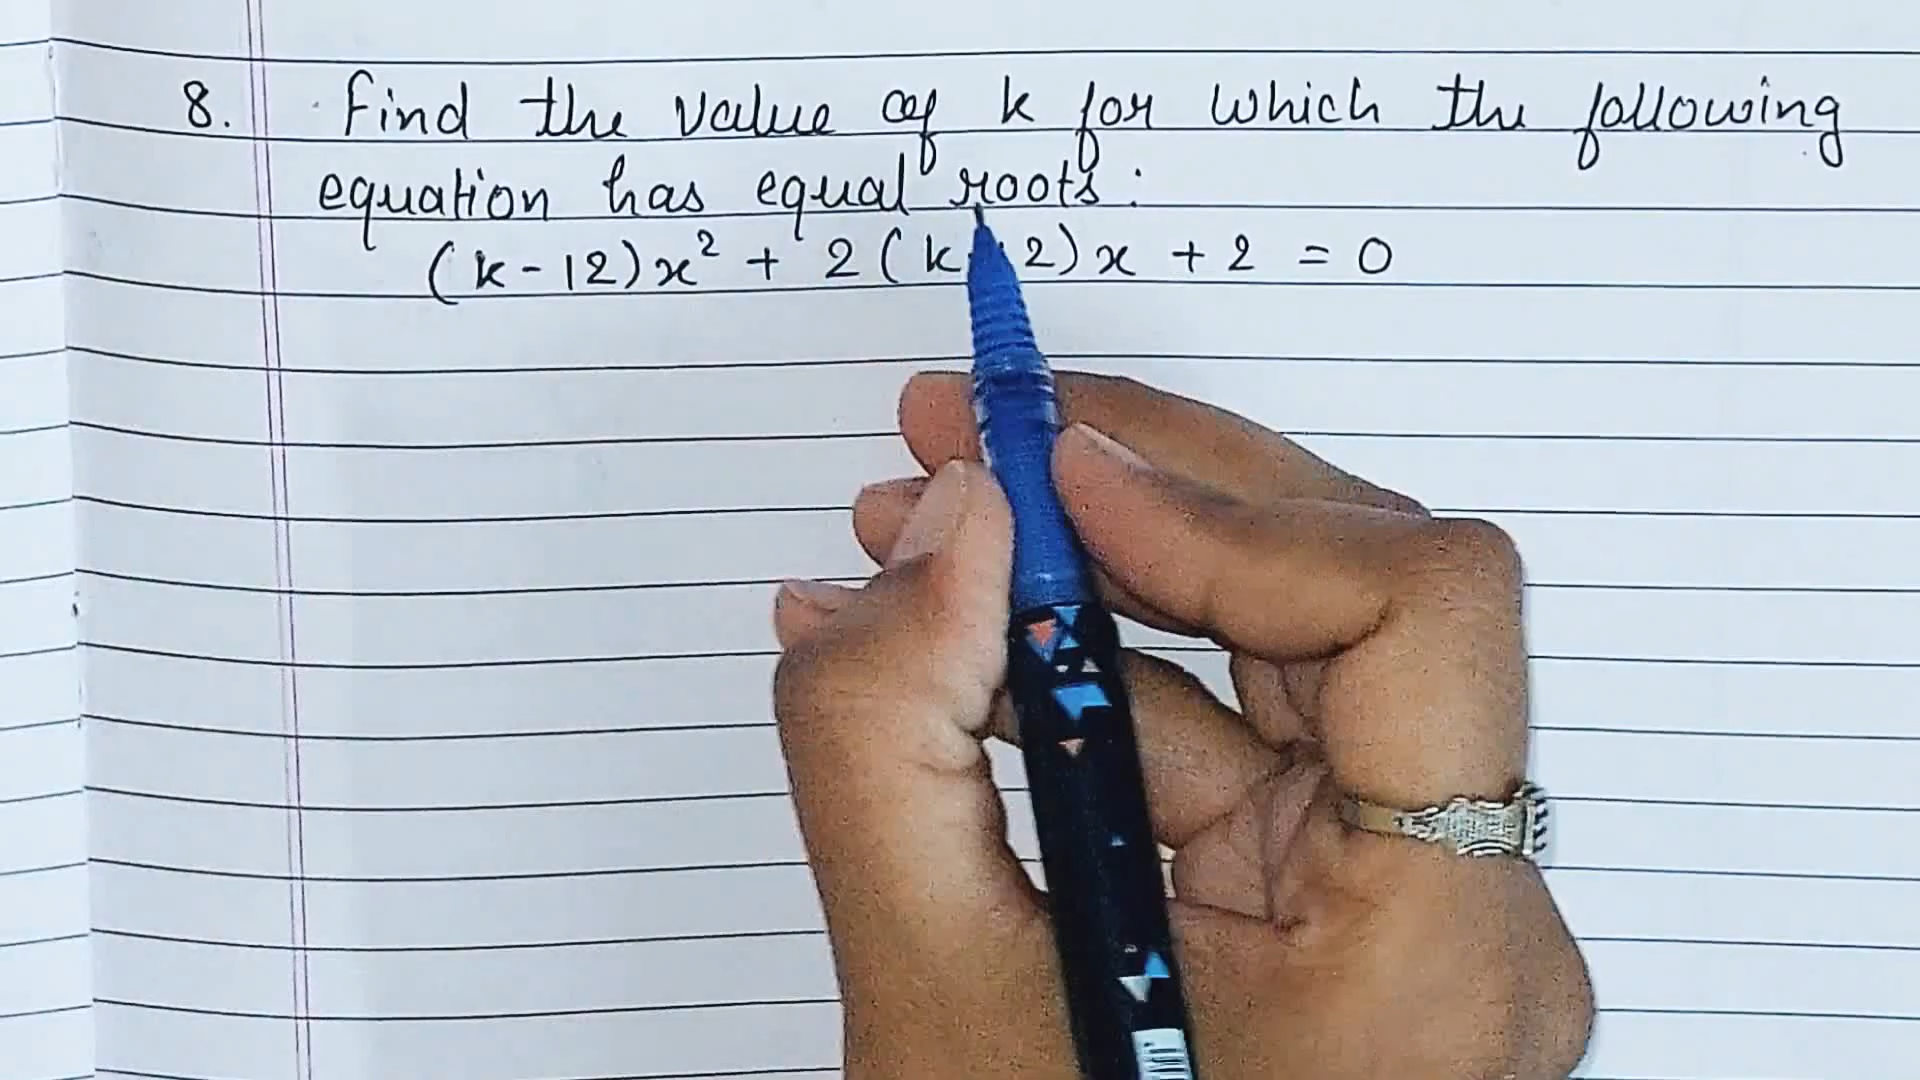 8. Find the value of k for which the following
equation has equal roots:
(k-12)x² + 2(k 2)x + 2 = 0